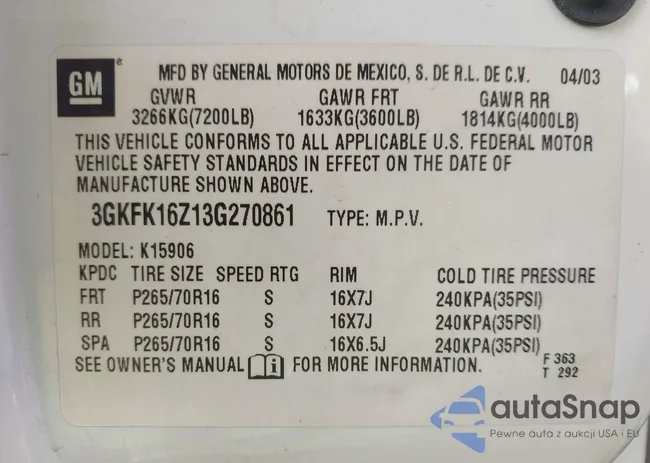 GM
MFD BY GENERAL MOTORS DE MEXICO, S. DE R.L. DE C.V. 04/03
GVWR GAWR FRT GAWR RR
3266KG(7200LB) 1633KG(3600LB) 1814KG(4000LB)
THIS VEHICLE CONFORMS TO ALL APPLICABLE U.S. FEDERAL MOTOR
VEHICLE SAFETY STANDARDS IN EFFECT ON THE DATE OF
MANUFACTURE SHOWN ABOVE.
3GKFK16Z13G270861 TYPE: M.P.V.
MODEL: K15906
KPDC TIRE SIZE SPEED RTG RIM COLD TIRE PRESSURE
FRT P265/70R16 S 16X7J 240KPA(35PSI)
RR P265/70R16 S 16X7J 240KPA(35PSI)
SPA P265/70R16 S 16X6.5J 240KPA(35PSI)
SEE OWNER'S MANUAL FOR MORE INFORMATION. F 363
T 292
autaSnap
Pewne auta z aukcji USA i EU